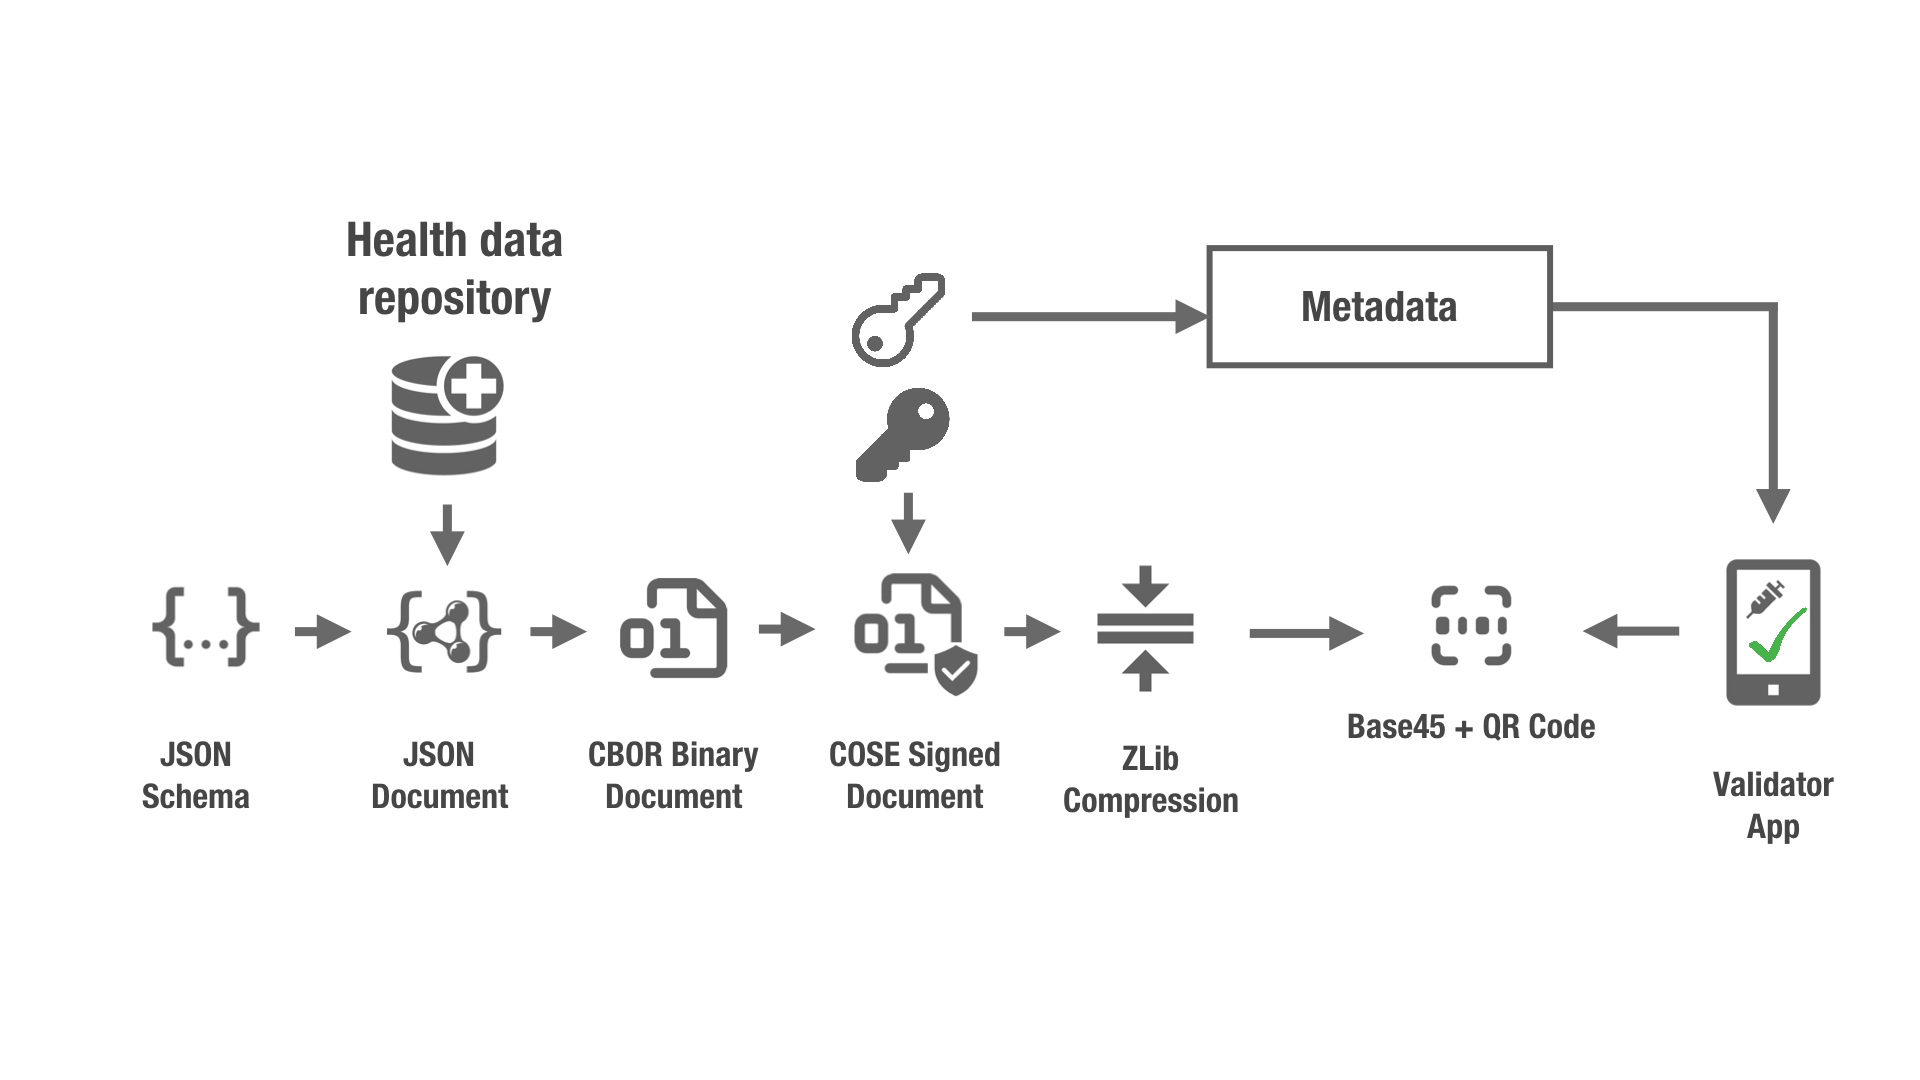 Health data
repository
Metadata
JSON
Schema
JSON
Document
01
CBOR Binary
Document
01
COSE Signed
Document
ZLib
Compression
Base45 + QR Code
Validator
App